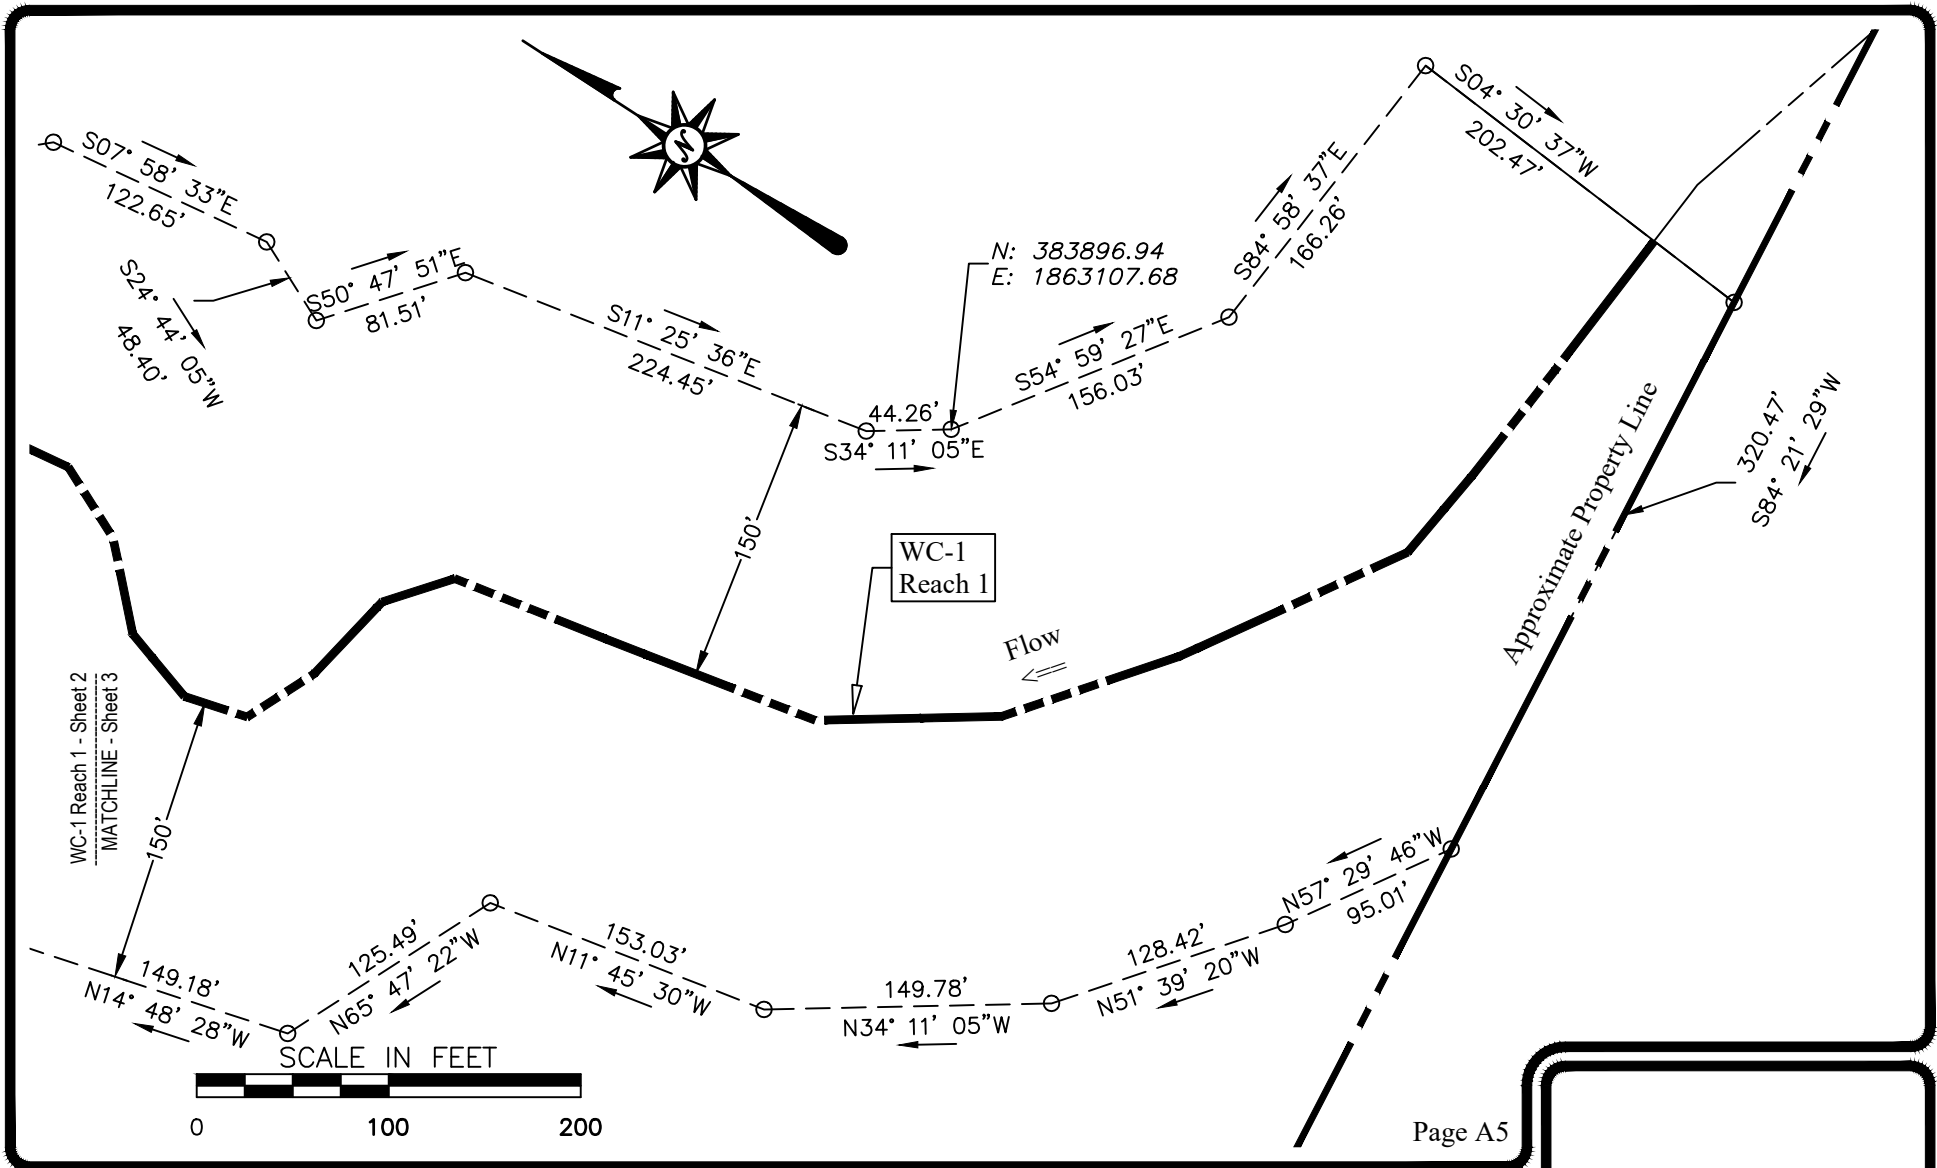 S07° 58' 33"E
122.65'
S24° 44' 05"W
48.40'
S50° 47' 51"E
81.51'
N
S11° 25' 36"E
224.45'
44.26'
S34° 11' 05"E
N: 383896.94
E: 1863107.68
S54° 59' 27"E
156.03'
S84° 58' 37"E
166.26'
S04° 30' 37"W
202.47'
320.47'
S84° 21' 29"W
Approximate Property Line
150'
WC-1
Reach 1
Flow
WC-1 Reach 1 - Sheet 2
MATCHLINE - Sheet 3
150'
N57° 29' 46"W
95.01'
128.42'
N51° 39' 20"W
149.78'
N34° 11' 05"W
153.03'
N11° 45' 30"W
125.49'
N65° 47' 22"W
149.18'
N14° 48' 28"W
SCALE IN FEET
0 100 200
Page A5